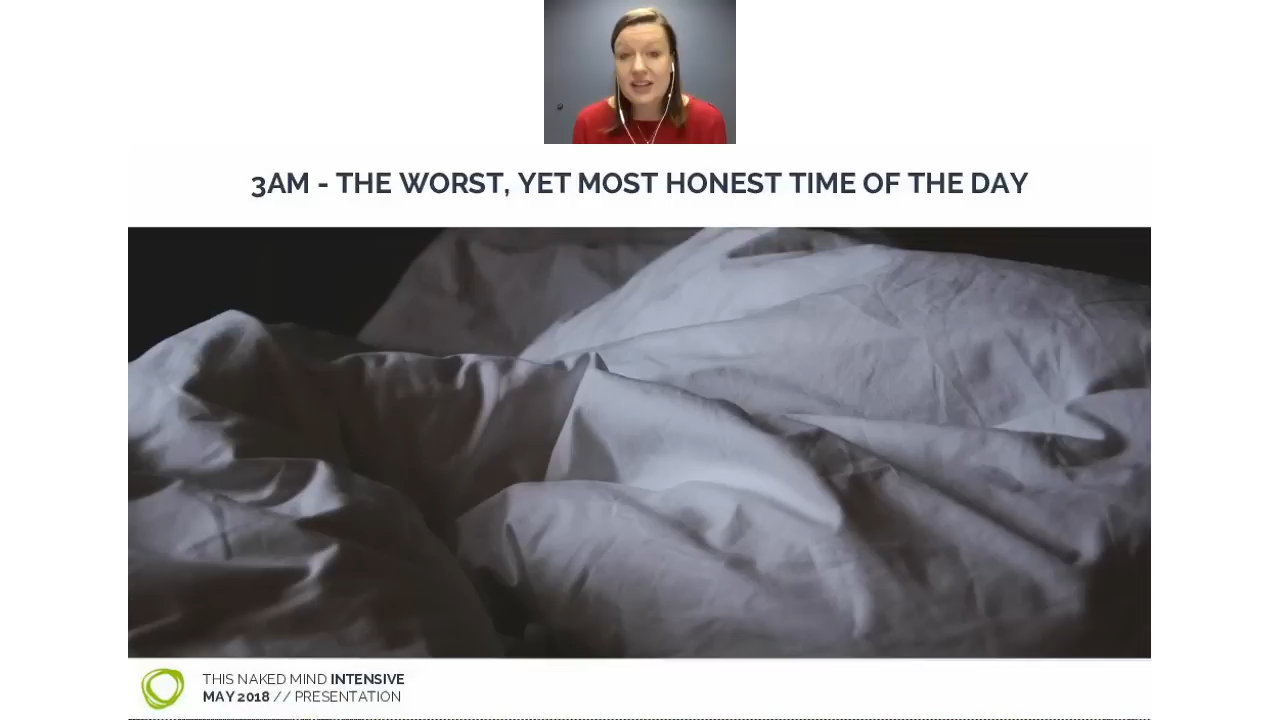 3AM - THE WORST, YET MOST HONEST TIME OF THE DAY
THIS NAKED MIND INTENSIVE
MAY 2018 // PRESENTATION